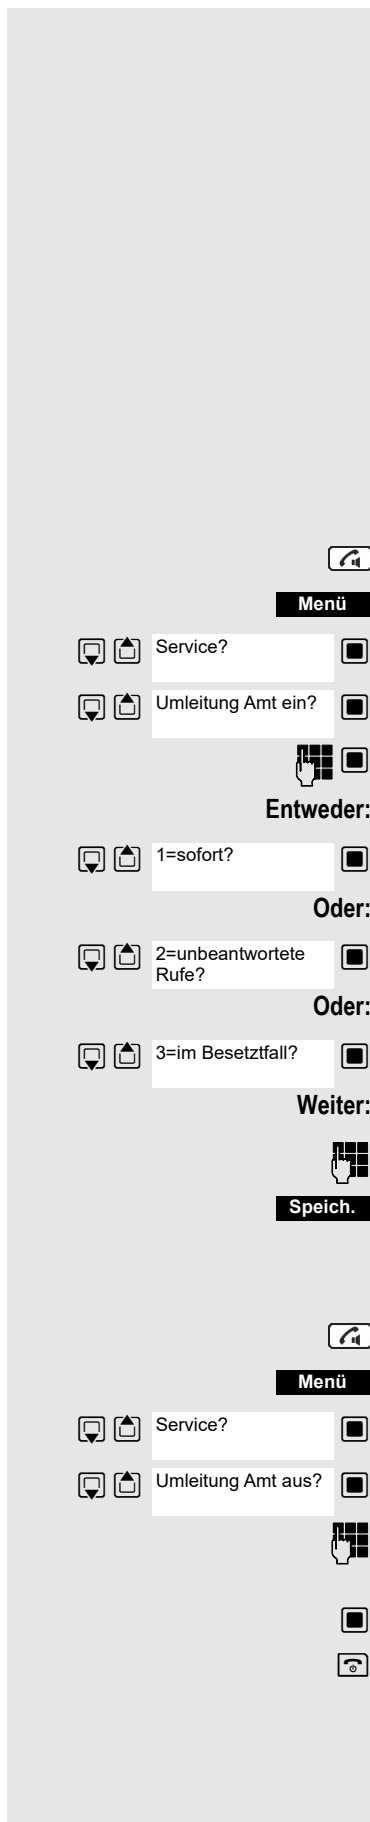 Menü
Service?
Umleitung Amt ein?
Entweder:
1=sofort?
Oder:
2=unbeantwortete
Rufe?
Oder:
3=im Besetztfall?
Weiter:
Speich.
Menü
Service?
Umleitung Amt aus?